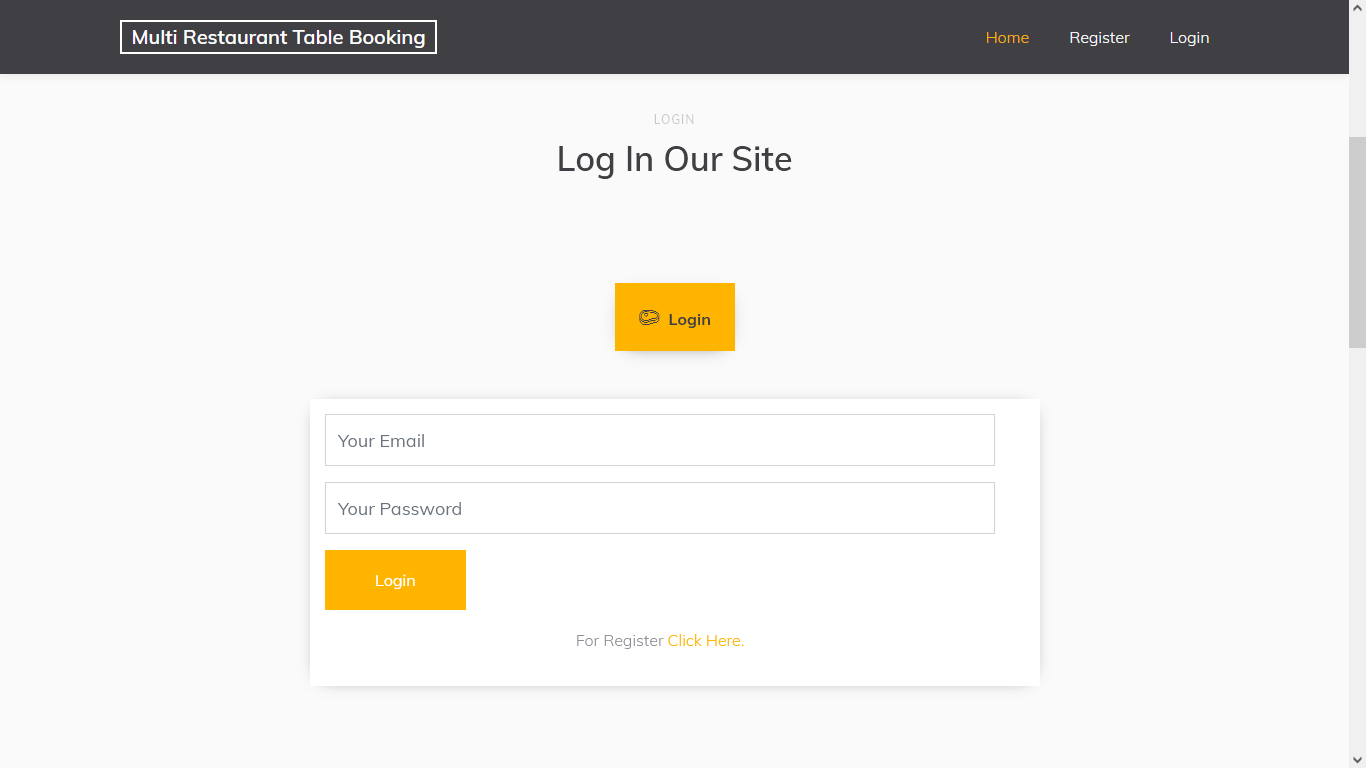 Multi Restaurant Table Booking
Home Register Login
LOGIN
Log In Our Site
Login
Your Email
Your Password
Login
For Register Click Here.